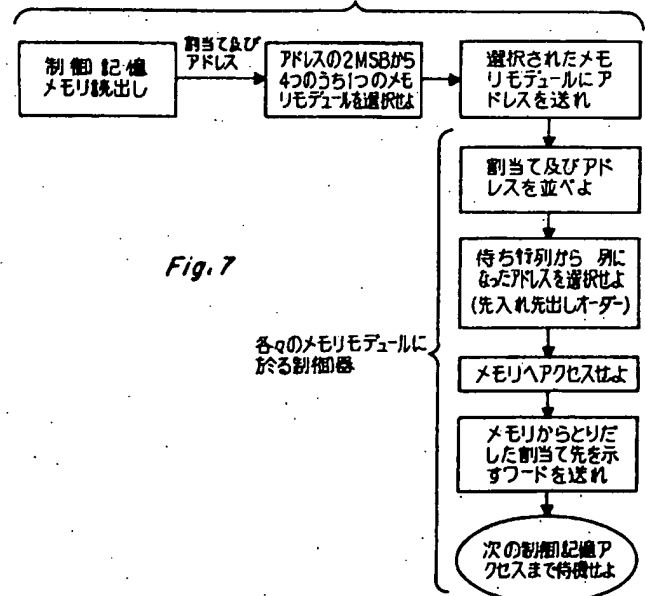 制御記憶
メモリ読出し
割当て及び
アドレス
アドレスの2MSBから
4つのうち1つのメモ
リモデュールを選択せよ
選択されたメモ
リモデュールにア
ドレスを送れ
割当て及びアド
レスを並べよ
待ち行列から 列に
なったアドレスを選択せよ
(先入れ先出しオーダー)
Fig. 7
各々のメモリモデュールに
於る制御器
メモリへアクセスせよ
メモリからとりだ
した割当て先を示
すワードを送れ
次の制御記憶ア
クセスまで待機せよ